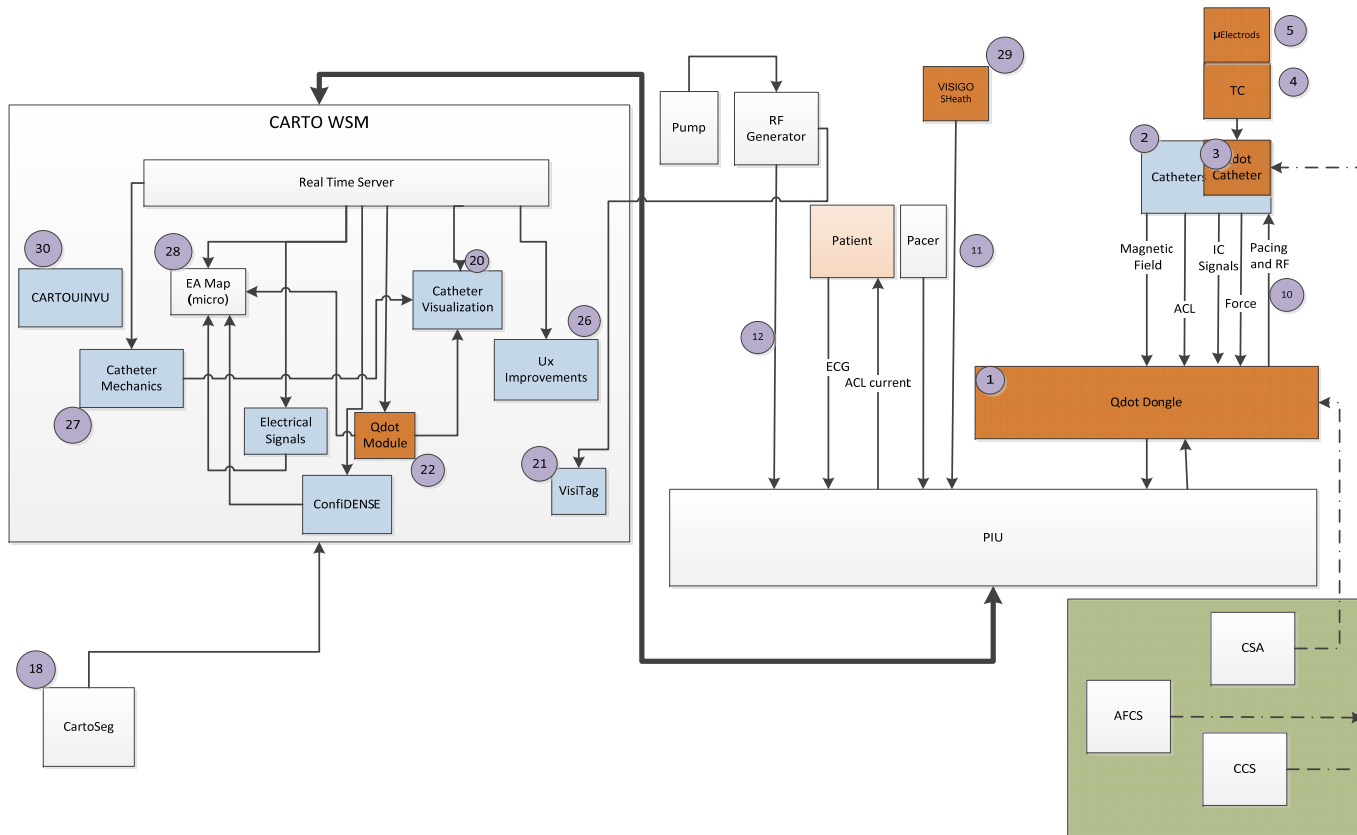 µElectrods
5
TC
4
29
VISIGO
SHeath
Pump
RF
Generator
CARTO WSM
2
3
Catheters
Qdot
Catheter
Real Time Server
Patient
Pacer
11
Magnetic
Field
IC
Signals
Pacing
and RF
10
ACL
Force
30
28
20
CARTOUINVU
EA Map
(micro)
Catheter
Visualization
26
12
Catheter
Mechanics
Ux
Improvements
ECG
ACL current
1
Qdot Dongle
27
Electrical
Signals
Qdot
Module
22
21
VisiTag
ConfiDENSE
PIU
18
CartoSeg
CSA
AFCS
CCS